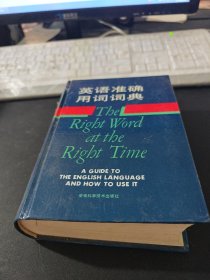 英语准确
用词词典
The
Right Word
at the
Right Time
A GUIDE TO
THE ENGLISH LANGUAGE
AND HOW TO USE IT